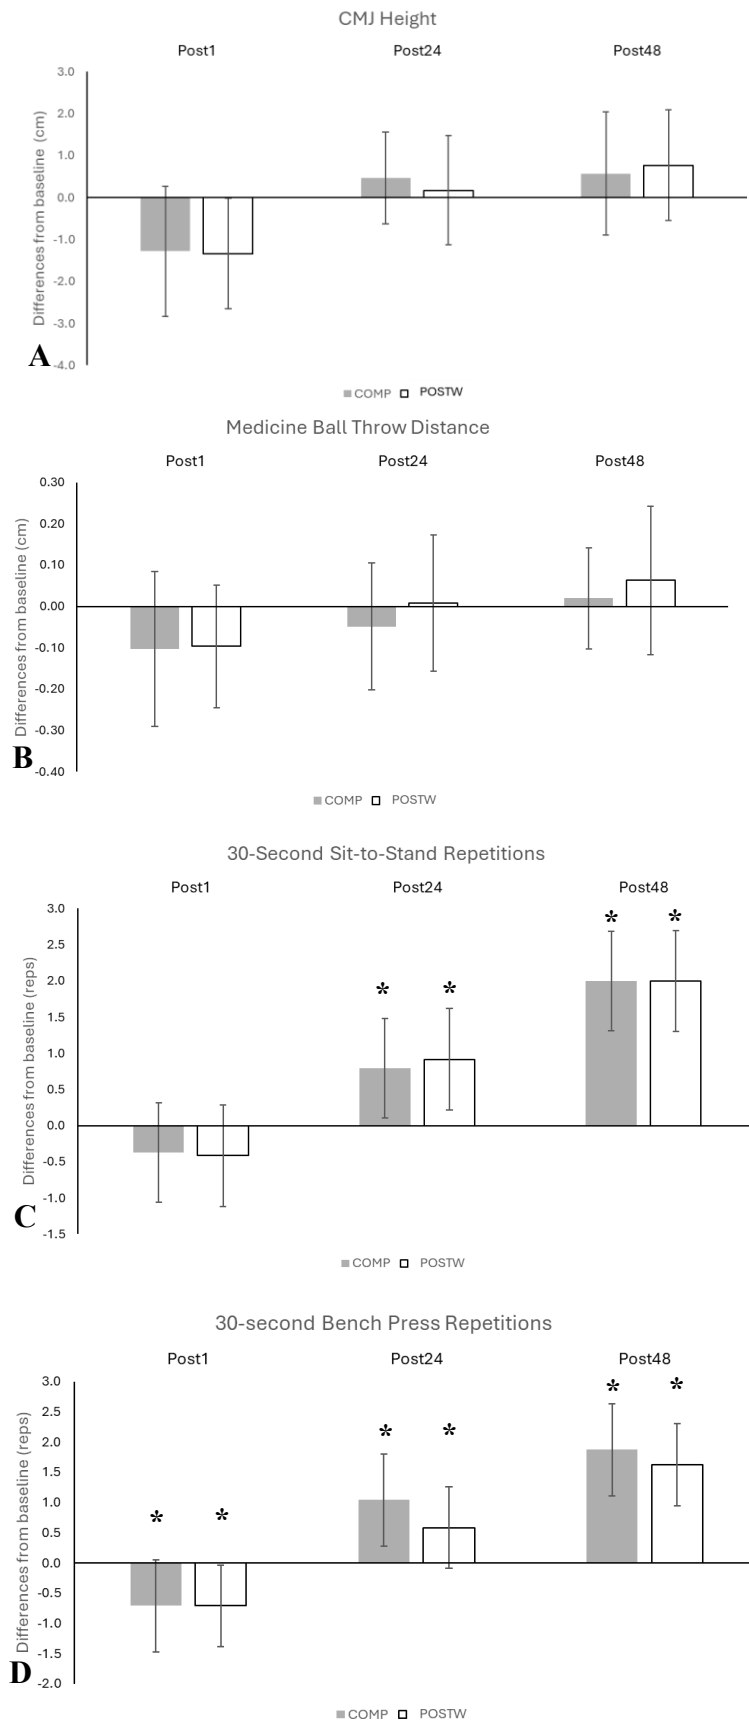 CMJ Height
Post1 Post24 Post48
3.0
2.0
1.0
0.0
-1.0
-2.0
-3.0
-4.0
Differences from baseline (cm)
A
COMP POSTW
Medicine Ball Throw Distance
Post1 Post24 Post48
0.30
0.20
0.10
0.00
-0.10
-0.20
-0.30
-0.40
Differences from baseline (cm)
B
COMP POSTW
30-Second Sit-to-Stand Repetitions
Post1 Post24 Post48
3.0
2.5
2.0
1.5
1.0
0.5
0.0
-0.5
-1.0
-1.5
Differences from baseline (reps)
* * * *
C
COMP POSTW
30-second Bench Press Repetitions
Post1 Post24 Post48
3.0
2.5
2.0
1.5
1.0
0.5
0.0
-0.5
-1.0
-1.5
-2.0
Differences from baseline (reps)
* * * * * *
D
COMP POSTW